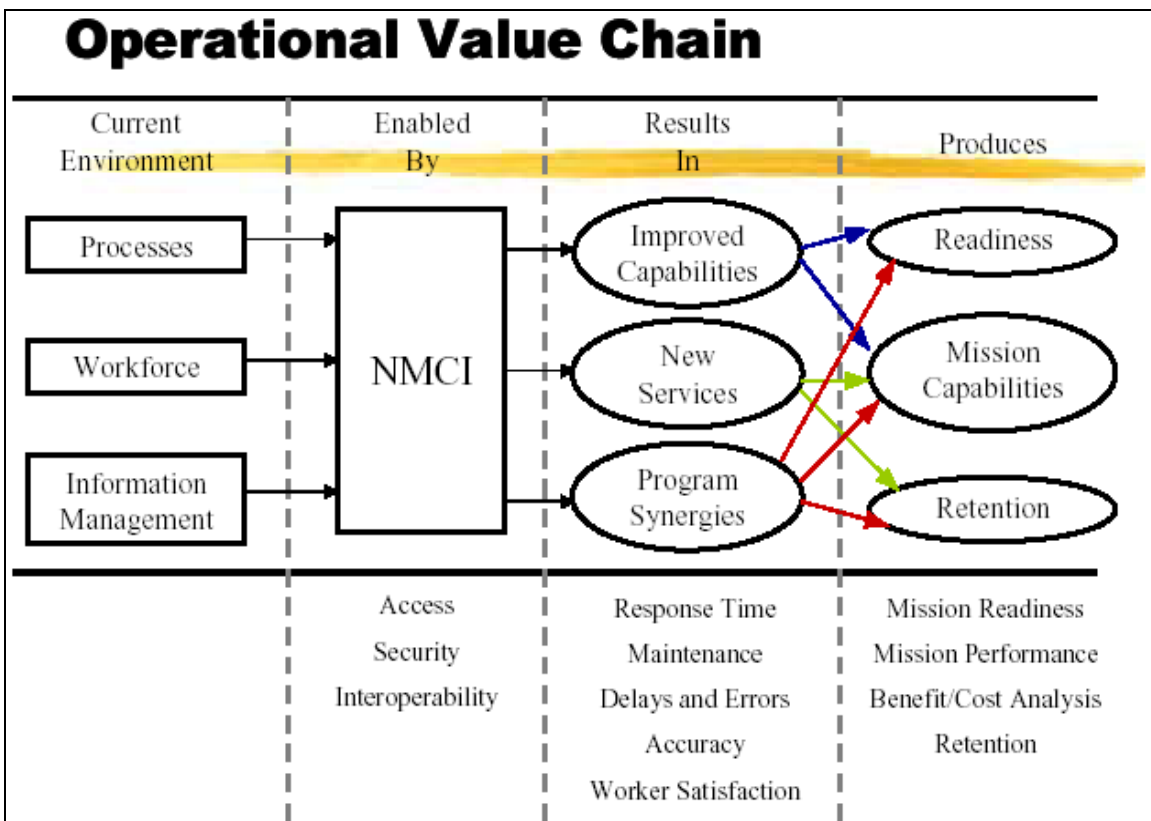 Operational Value Chain
Current
Environment
Enabled
By
Results
In
Produces
Processes
Workforce
Information
Management
NMCI
Improved
Capabilities
New
Services
Program
Synergies
Readiness
Mission
Capabilities
Retention
Access
Security
Interoperability
Response Time
Maintenance
Delays and Errors
Accuracy
Worker Satisfaction
Mission Readiness
Mission Performance
Benefit/Cost Analysis
Retention